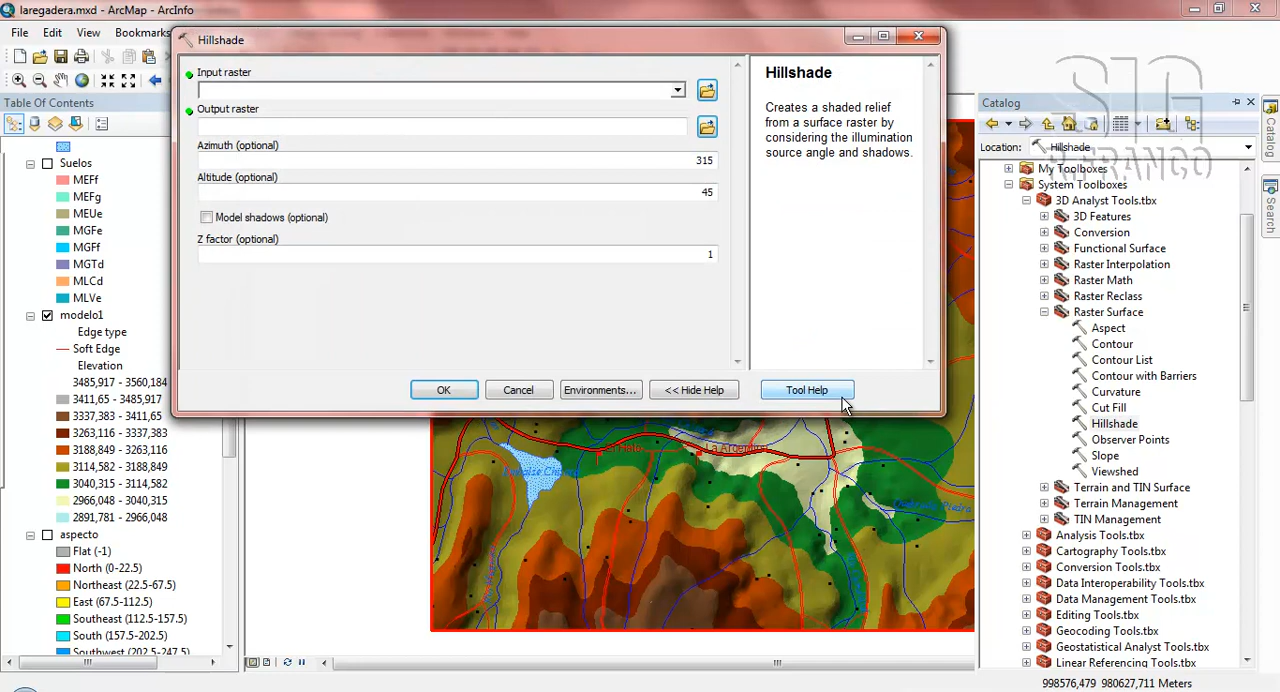 laregadera.mxd - ArcMap - ArcInfo
File Edit View Bookmarks
Table Of Contents
Suelos
MEFf
MEFg
MEUe
MGFe
MGFf
MGTd
MLCd
MLVe
modelo1
Edge type
Soft Edge
Elevation
3485,917 - 3560,184
3411,65 - 3485,917
3337,383 - 3411,65
3263,116 - 3337,383
3188,849 - 3263,116
3114,582 - 3188,849
3040,315 - 3114,582
2966,048 - 3040,315
2891,781 - 2966,048
aspecto
Flat (-1)
North (0-22.5)
Northeast (22.5-67.5)
East (67.5-112.5)
Southeast (112.5-157.5)
South (157.5-202.5)
Southwest (202.5-247.5)
Hillshade
Input raster
Output raster
Azimuth (optional)
315
Altitude (optional)
45
Model shadows (optional)
Z factor (optional)
1
OK Cancel Environments... << Hide Help Tool Help
Hillshade
Creates a shaded relief
from a surface raster by
considering the illumination
source angle and shadows.
La Argentina
SIG
REFRANCO
Catalog
Location: Hillshade
My Toolboxes
System Toolboxes
3D Analyst Tools.tbx
3D Features
Conversion
Functional Surface
Raster Interpolation
Raster Math
Raster Reclass
Raster Surface
Aspect
Contour
Contour List
Contour with Barriers
Curvature
Cut Fill
Hillshade
Observer Points
Slope
Viewshed
Terrain and TIN Surface
Terrain Management
TIN Management
Analysis Tools.tbx
Cartography Tools.tbx
Conversion Tools.tbx
Data Interoperability Tools.tbx
Data Management Tools.tbx
Editing Tools.tbx
Geocoding Tools.tbx
Geostatistical Analyst Tools.tbx
Linear Referencing Tools.tbx
Catalog
Search
998576,479 980627,711 Meters